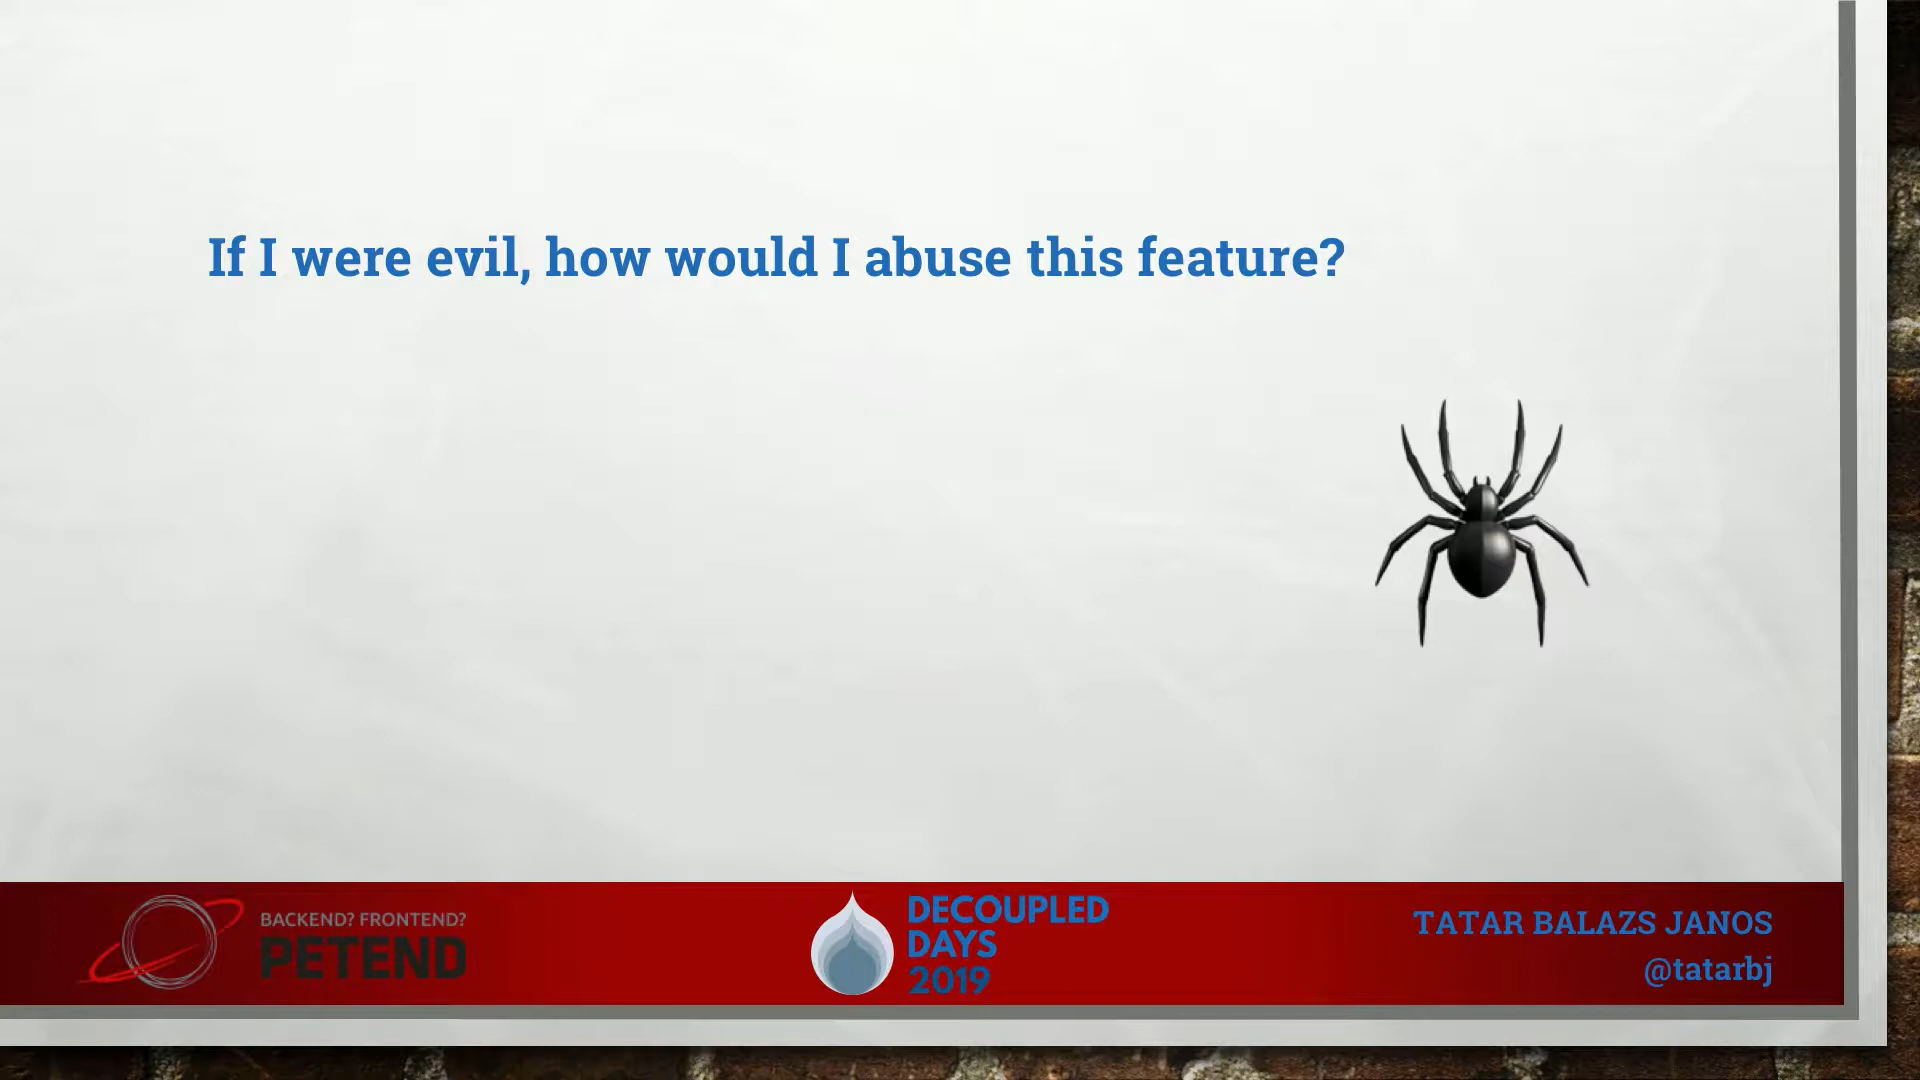 If I were evil, how would I abuse this feature?
BACKEND? FRONTEND?
PETEND
DECOUPLED
DAYS
2019
TATAR BALAZS JANOS
@tatarbj